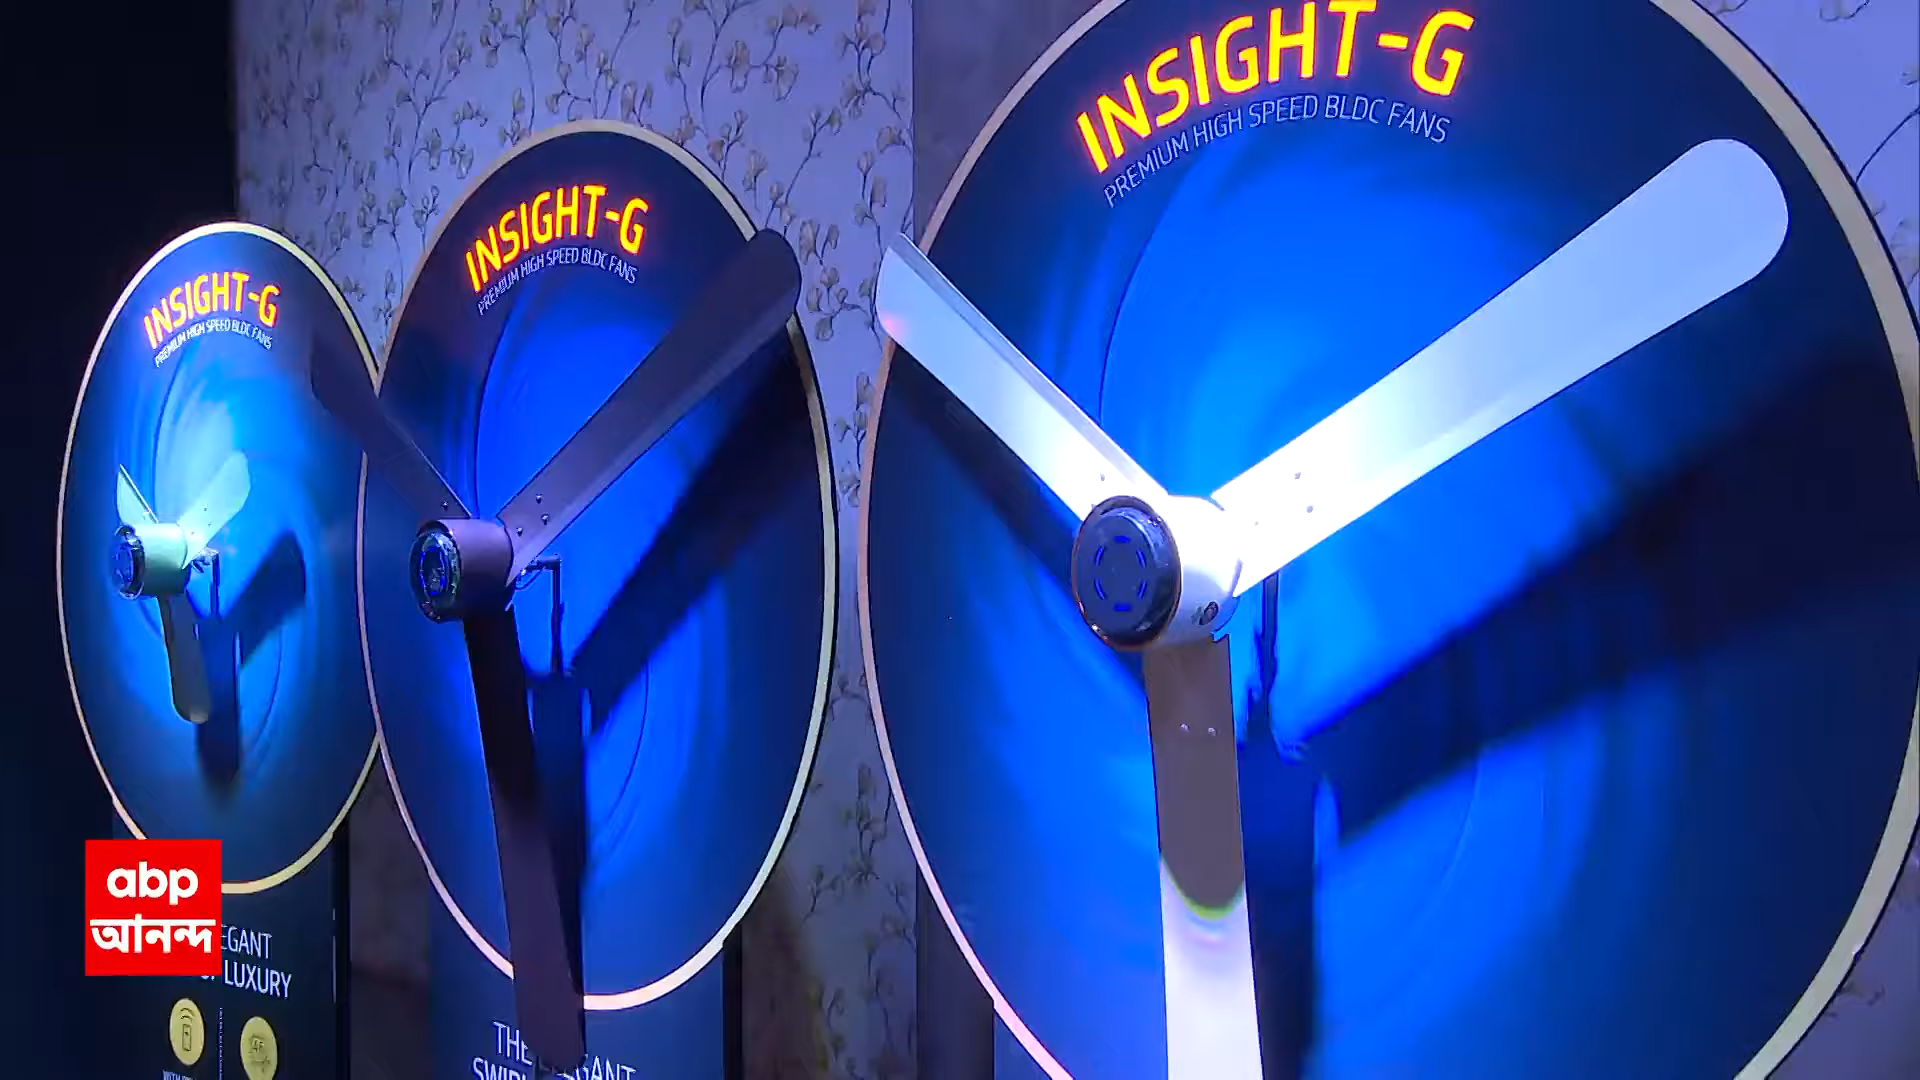 INSIGHT-G
PREMIUM HIGH SPEED BLDC FANS
INSIGHT-G
PREMIUM HIGH SPEED BLDC FANS
INSIGHT-G
PREMIUM HIGH SPEED BLDC FANS
abp
আনন্দ
LUXURY
THE